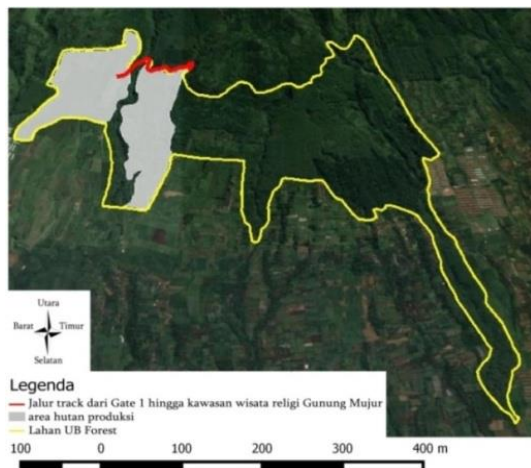 Utara
Barat Timur
Selatan
Legenda
Jalur track dari Gate 1 hingga kawasan wisata religi Gunung Mujur
area hutan produksi
Lahan UB Forest
100 0 100 200 300 400 m